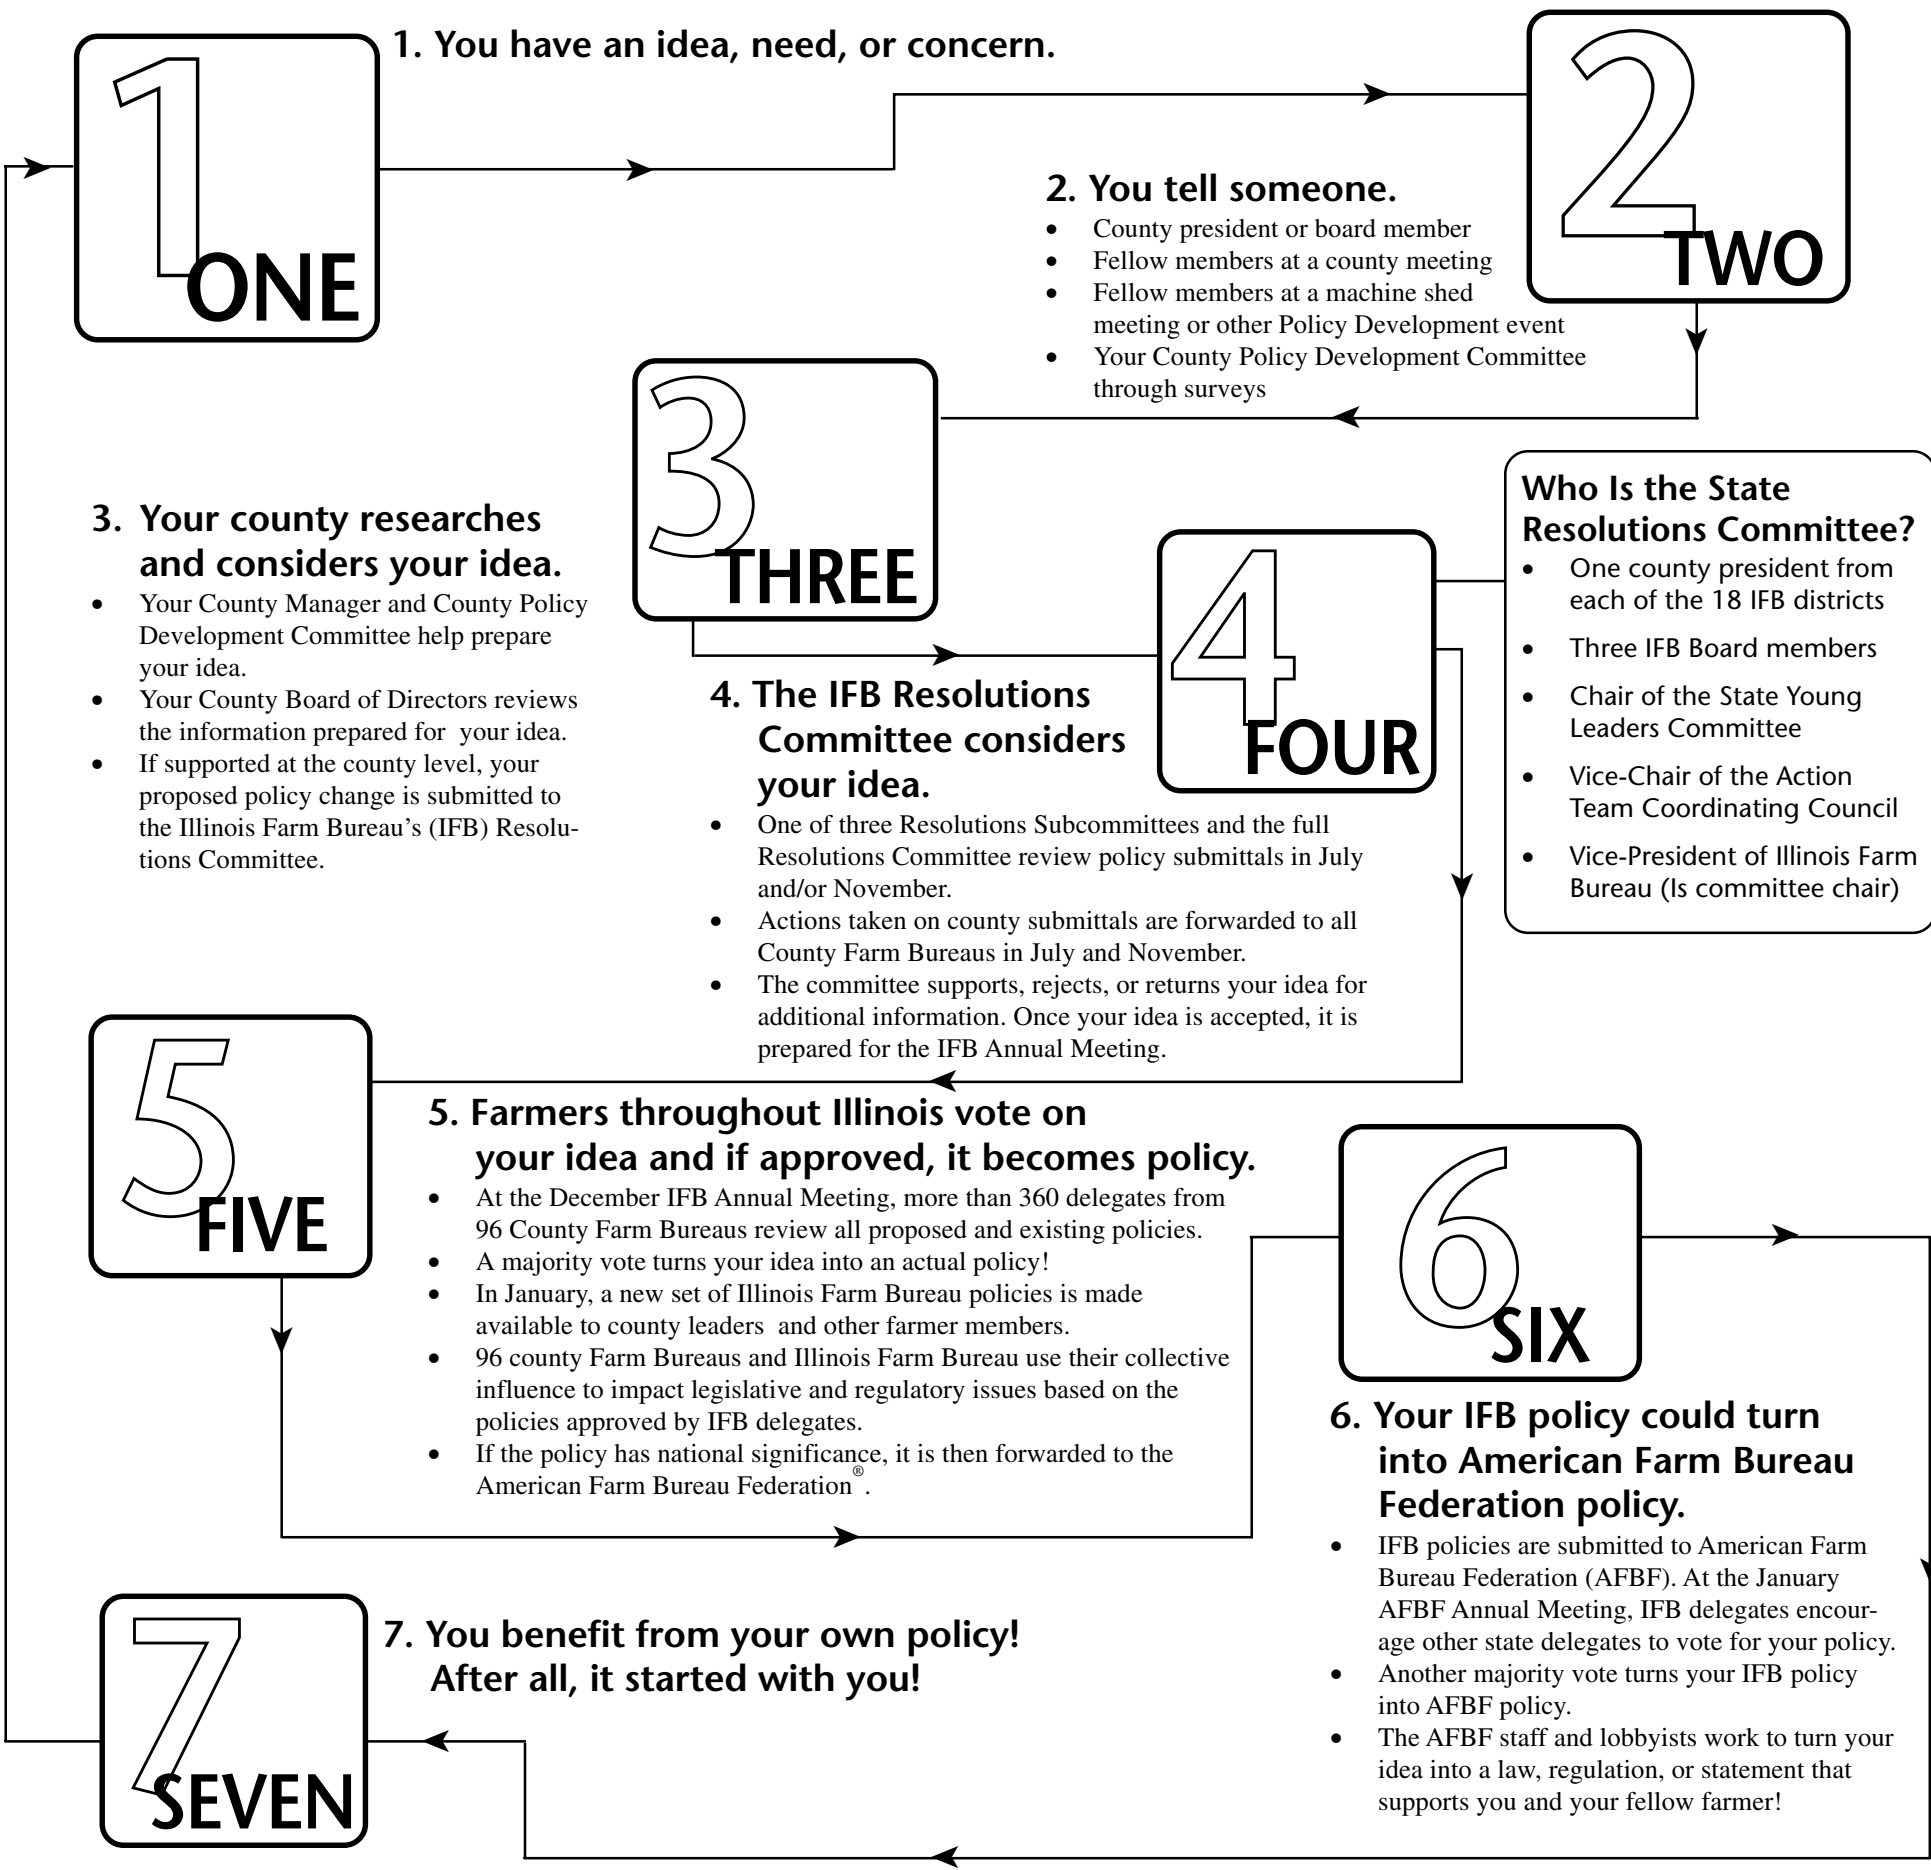 1
ONE
1. You have an idea, need, or concern.
2
TWO
2. You tell someone.
• County president or board member
• Fellow members at a county meeting
• Fellow members at a machine shed
meeting or other Policy Development event
• Your County Policy Development Committee
through surveys
3
THREE
3. Your county researches
and considers your idea.
• Your County Manager and County Policy
Development Committee help prepare
your idea.
• Your County Board of Directors reviews
the information prepared for your idea.
• If supported at the county level, your
proposed policy change is submitted to
the Illinois Farm Bureau's (IFB) Resolu-
tions Committee.
4
FOUR
4. The IFB Resolutions
Committee considers
your idea.
• One of three Resolutions Subcommittees and the full
Resolutions Committee review policy submittals in July
and/or November.
• Actions taken on county submittals are forwarded to all
County Farm Bureaus in July and November.
• The committee supports, rejects, or returns your idea for
additional information. Once your idea is accepted, it is
prepared for the IFB Annual Meeting.
Who Is the State
Resolutions Committee?
• One county president from
each of the 18 IFB districts
• Three IFB Board members
• Chair of the State Young
Leaders Committee
• Vice-Chair of the Action
Team Coordinating Council
• Vice-President of Illinois Farm
Bureau (Is committee chair)
5
FIVE
5. Farmers throughout Illinois vote on
your idea and if approved, it becomes policy.
• At the December IFB Annual Meeting, more than 360 delegates from
96 County Farm Bureaus review all proposed and existing policies.
• A majority vote turns your idea into an actual policy!
• In January, a new set of Illinois Farm Bureau policies is made
available to county leaders and other farmer members.
• 96 county Farm Bureaus and Illinois Farm Bureau use their collective
influence to impact legislative and regulatory issues based on the
policies approved by IFB delegates.
• If the policy has national significance, it is then forwarded to the
American Farm Bureau Federation®.
6
SIX
6. Your IFB policy could turn
into American Farm Bureau
Federation policy.
• IFB policies are submitted to American Farm
Bureau Federation (AFBF). At the January
AFBF Annual Meeting, IFB delegates encour-
age other state delegates to vote for your policy.
• Another majority vote turns your IFB policy
into AFBF policy.
• The AFBF staff and lobbyists work to turn your
idea into a law, regulation, or statement that
supports you and your fellow farmer!
7
SEVEN
7. You benefit from your own policy!
After all, it started with you!